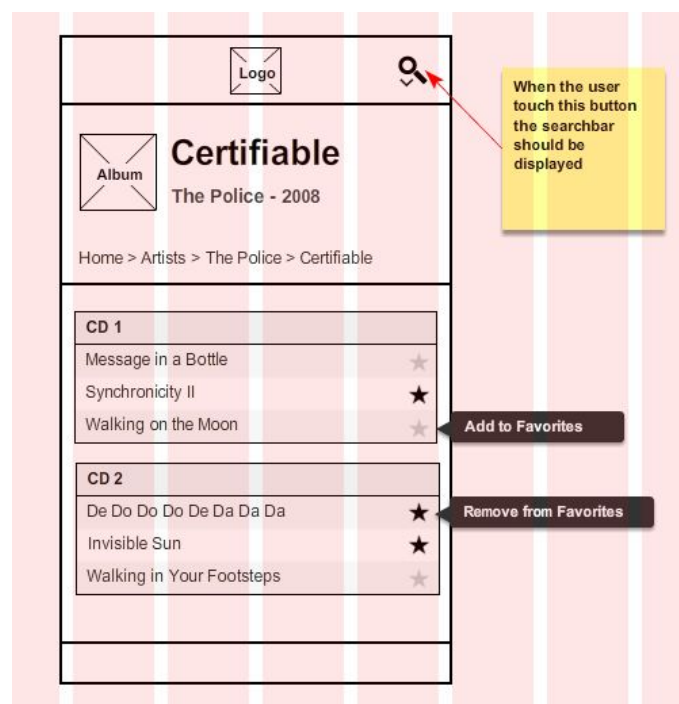 Logo
When the user
touch this button
the searchbar
should be
displayed
Album
Certifiable
The Police - 2008
Home > Artists > The Police > Certifiable
CD 1
Message in a Bottle
Synchronicity II
Walking on the Moon
Add to Favorites
CD 2
De Do Do Do De Da Da Da
Remove from Favorites
Invisible Sun
Walking in Your Footsteps